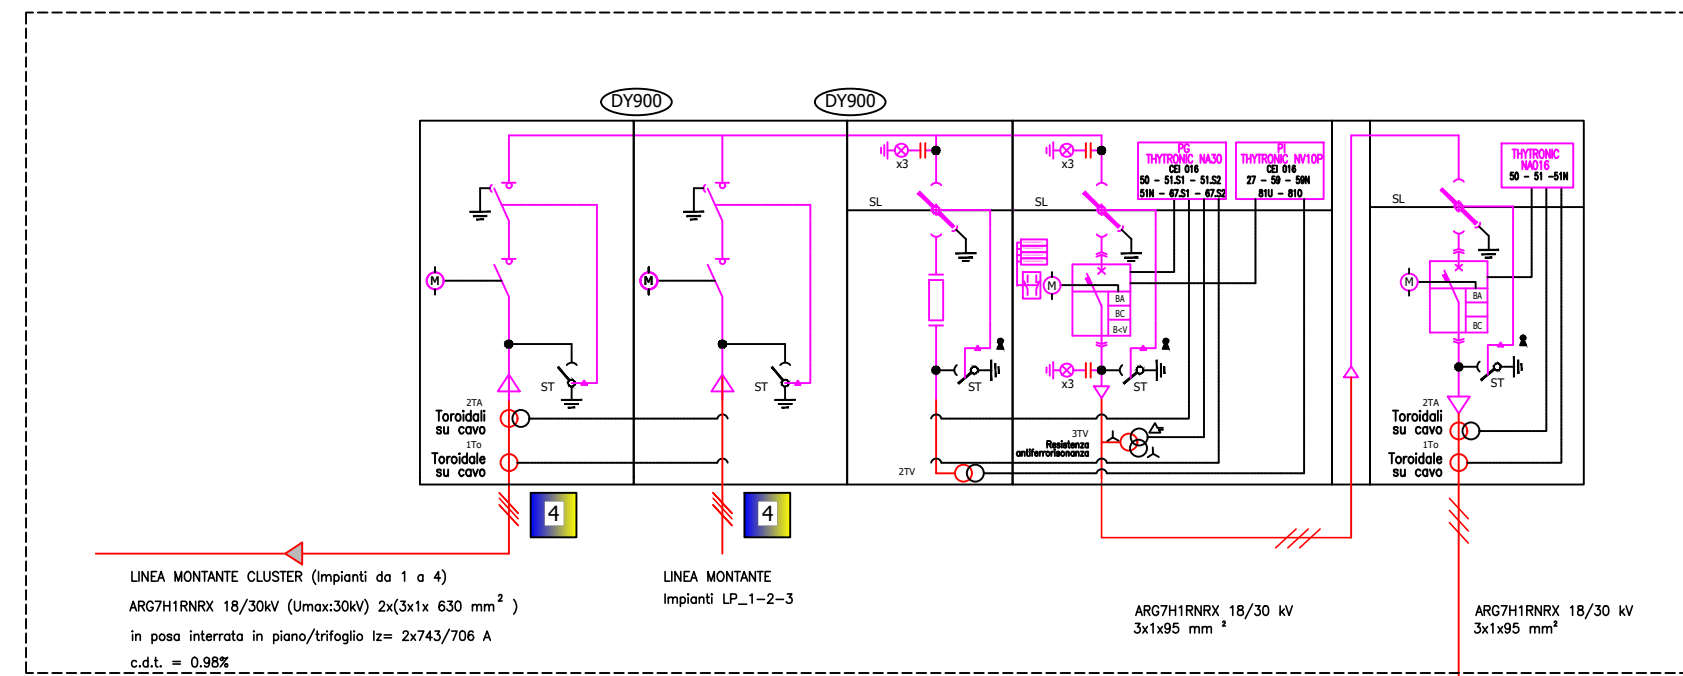 DY900
DY900
x3
SL
x3
SL
PG
THYTRONIC NA30
CEI 016
50 - 51.S1 - 51.S2
51N - 67.S1 - 67.S2
PI
THYTRONIC NV10P
CEI 016
27 - 59 - 59N
81U - 81O
THYTRONIC
NA016
50 - 51 -51N
SL
M
M
M
BA
BC
B<V
M
BA
BC
ST
ST
ST
x3
ST
ST
2TA
Toroidali
su cavo
1To
Toroidale
su cavo
2TV
3TV
Resistenza
antiferrorisonanza
2TA
Toroidali
su cavo
1To
Toroidale
su cavo
4
4
LINEA MONTANTE CLUSTER (Impianti da 1 a 4)
ARG7H1RNRX 18/30kV (Umax:30kV) 2x(3x1x 630 mm² )
in posa interrata in piano/trifoglio Iz= 2x743/706 A
c.d.t. = 0.98%
LINEA MONTANTE
Impianti LP_1-2-3
ARG7H1RNRX 18/30 kV
3x1x95 mm ²
ARG7H1RNRX 18/30 kV
3x1x95 mm²